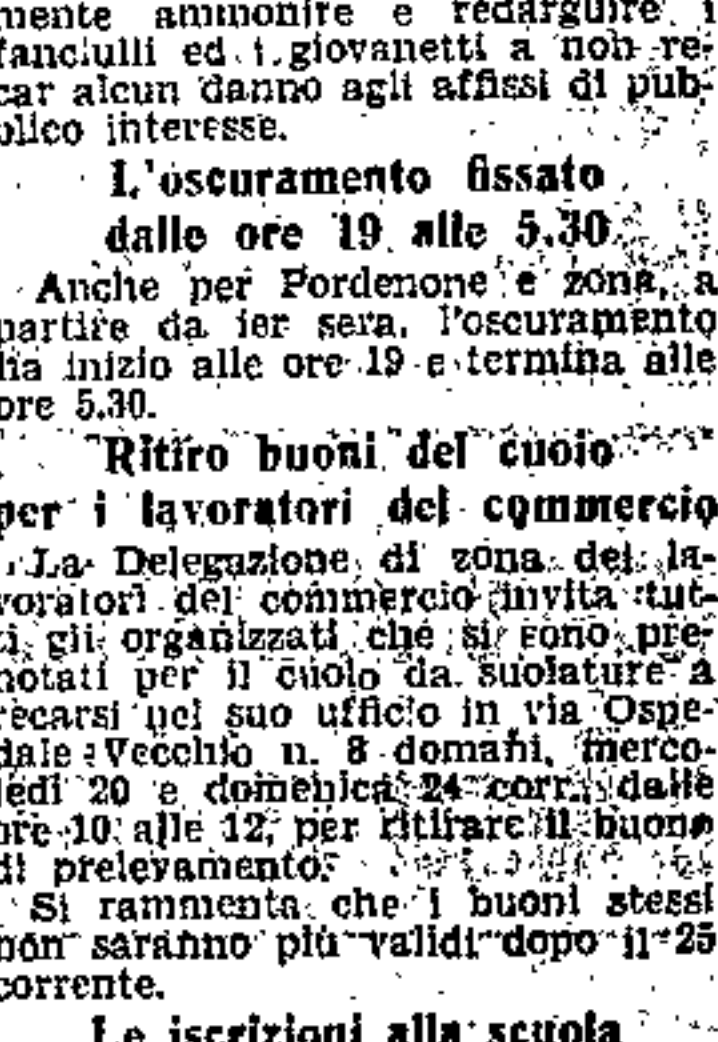 mente ammonire e redarguire i
fanciulli ed i giovanetti a non re-
car alcun danno agli affissi di pub-
blico interesse.
L'oscuramento fissato
dalle ore 19 alle 5.30
Anche per Pordenone e zona, a
partire da ier sera, l'oscuramento
ha inizio alle ore 19 e termina alle
ore 5.30.
Ritiro buoni del cuoio
per i lavoratori del commercio
La Delegazione di zona dei la-
voratori del commercio invita tut-
ti gli organizzati che si sono pre-
notati per il cuoio da suolature a
recarsi nel suo ufficio in via Ospe-
dale Vecchio n. 8 domani, merco-
ledì 20 e domenica 24 corr., dalle
ore 10 alle 12, per ritirare il buono
di prelevamento.
Si rammenta che i buoni stessi
non saranno più validi dopo il 25
corrente.
Le iscrizioni alla scuola